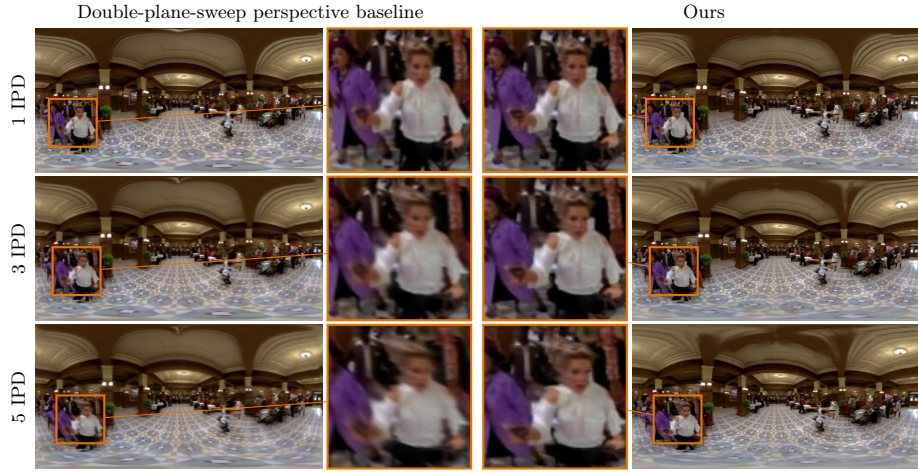 Double-plane-sweep perspective baseline
Ours
1 IPD
3 IPD
5 IPD